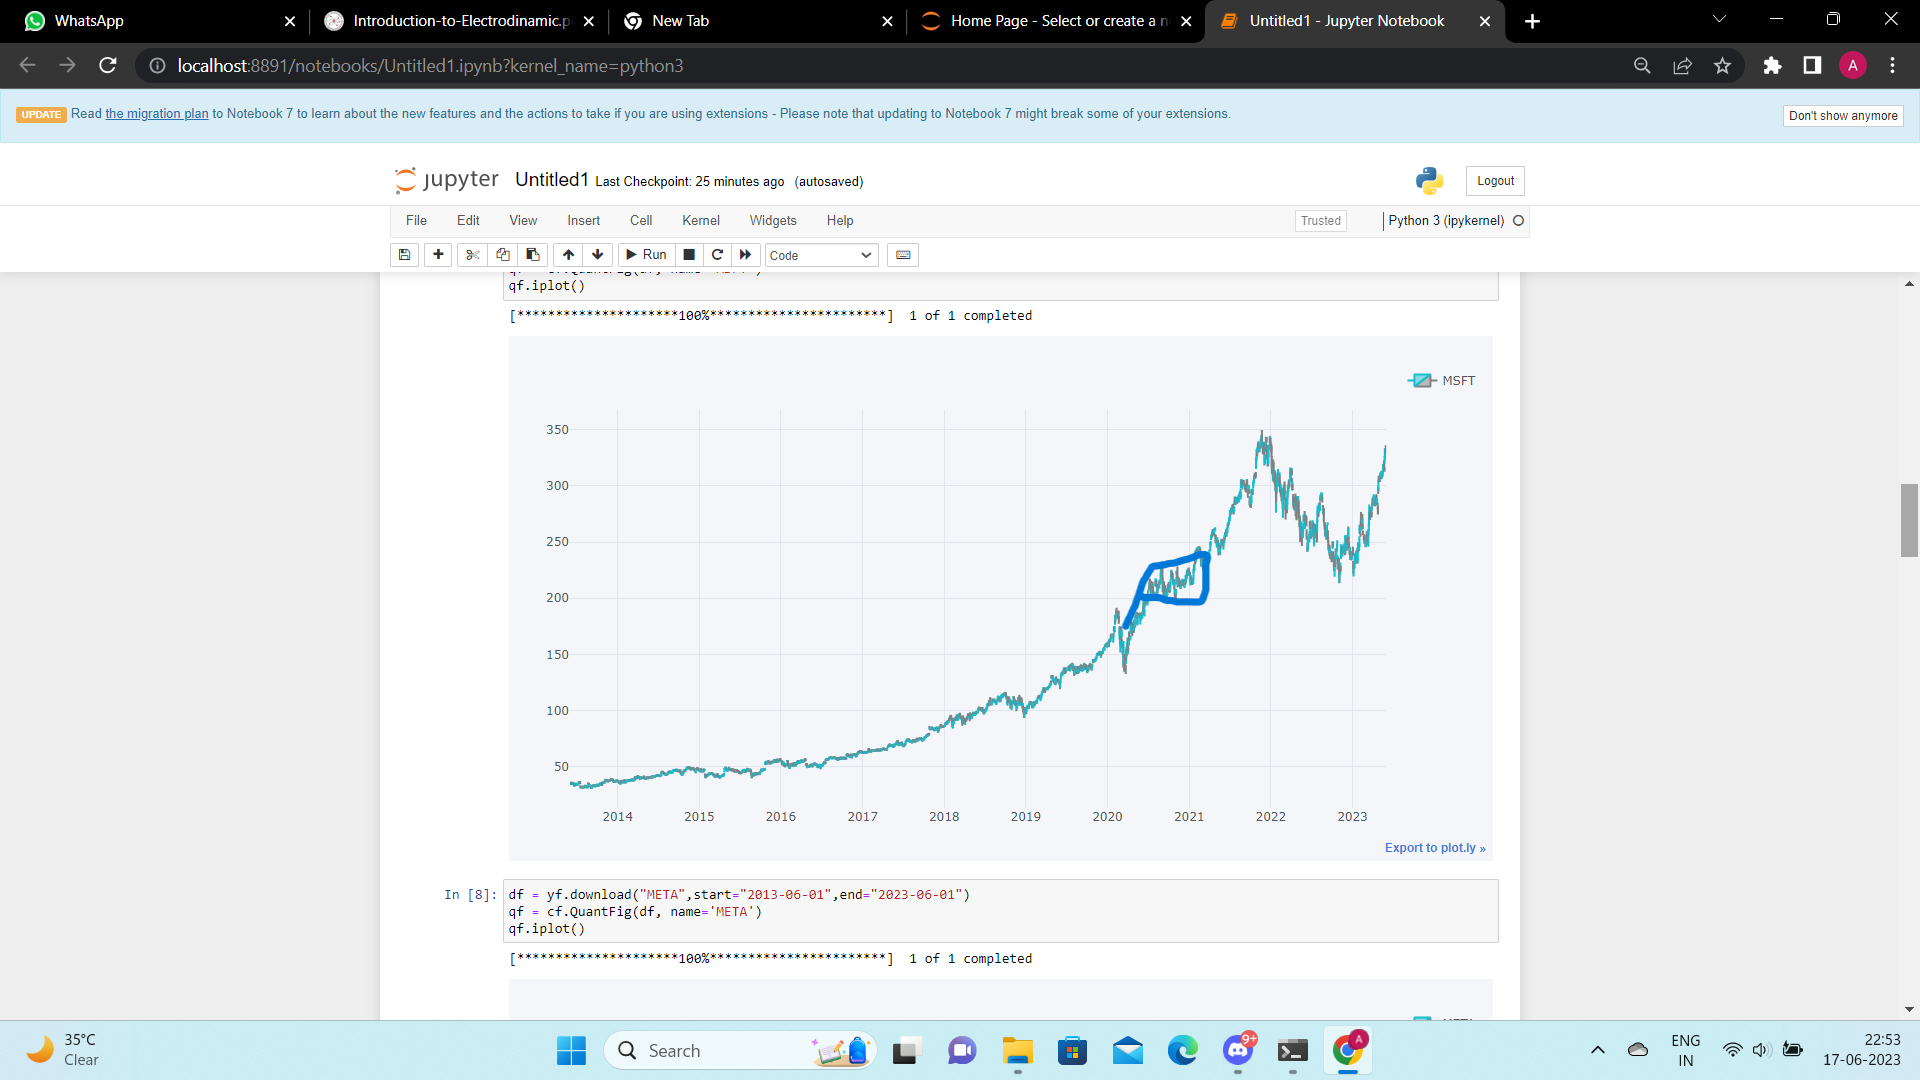 WhatsApp
Introduction-to-Electrodinamic.p
New Tab
Home Page - Select or create a n
Untitled1 - Jupyter Notebook
localhost:8891/notebooks/Untitled1.ipynb?kernel_name=python3
A
UPDATE Read the migration plan to Notebook 7 to learn about the new features and the actions to take if you are using extensions - Please note that updating to Notebook 7 might break some of your extensions.
Don't show anymore
jupyter Untitled1 Last Checkpoint: 25 minutes ago (autosaved)
Logout
File Edit View Insert Cell Kernel Widgets Help
Trusted
Python 3 (ipykernel)
Run
Code
qf.iplot()
[*********************100%***********************] 1 of 1 completed
MSFT
350
300
250
200
150
100
50
2014 2015 2016 2017 2018 2019 2020 2021 2022 2023
Export to plot.ly »
In [8]:
df = yf.download("META",start="2013-06-01",end="2023-06-01")
qf = cf.QuantFig(df, name='META')
qf.iplot()
[*********************100%***********************] 1 of 1 completed
35°C
Clear
Search
9+
A
ENG
IN
22:53
17-06-2023